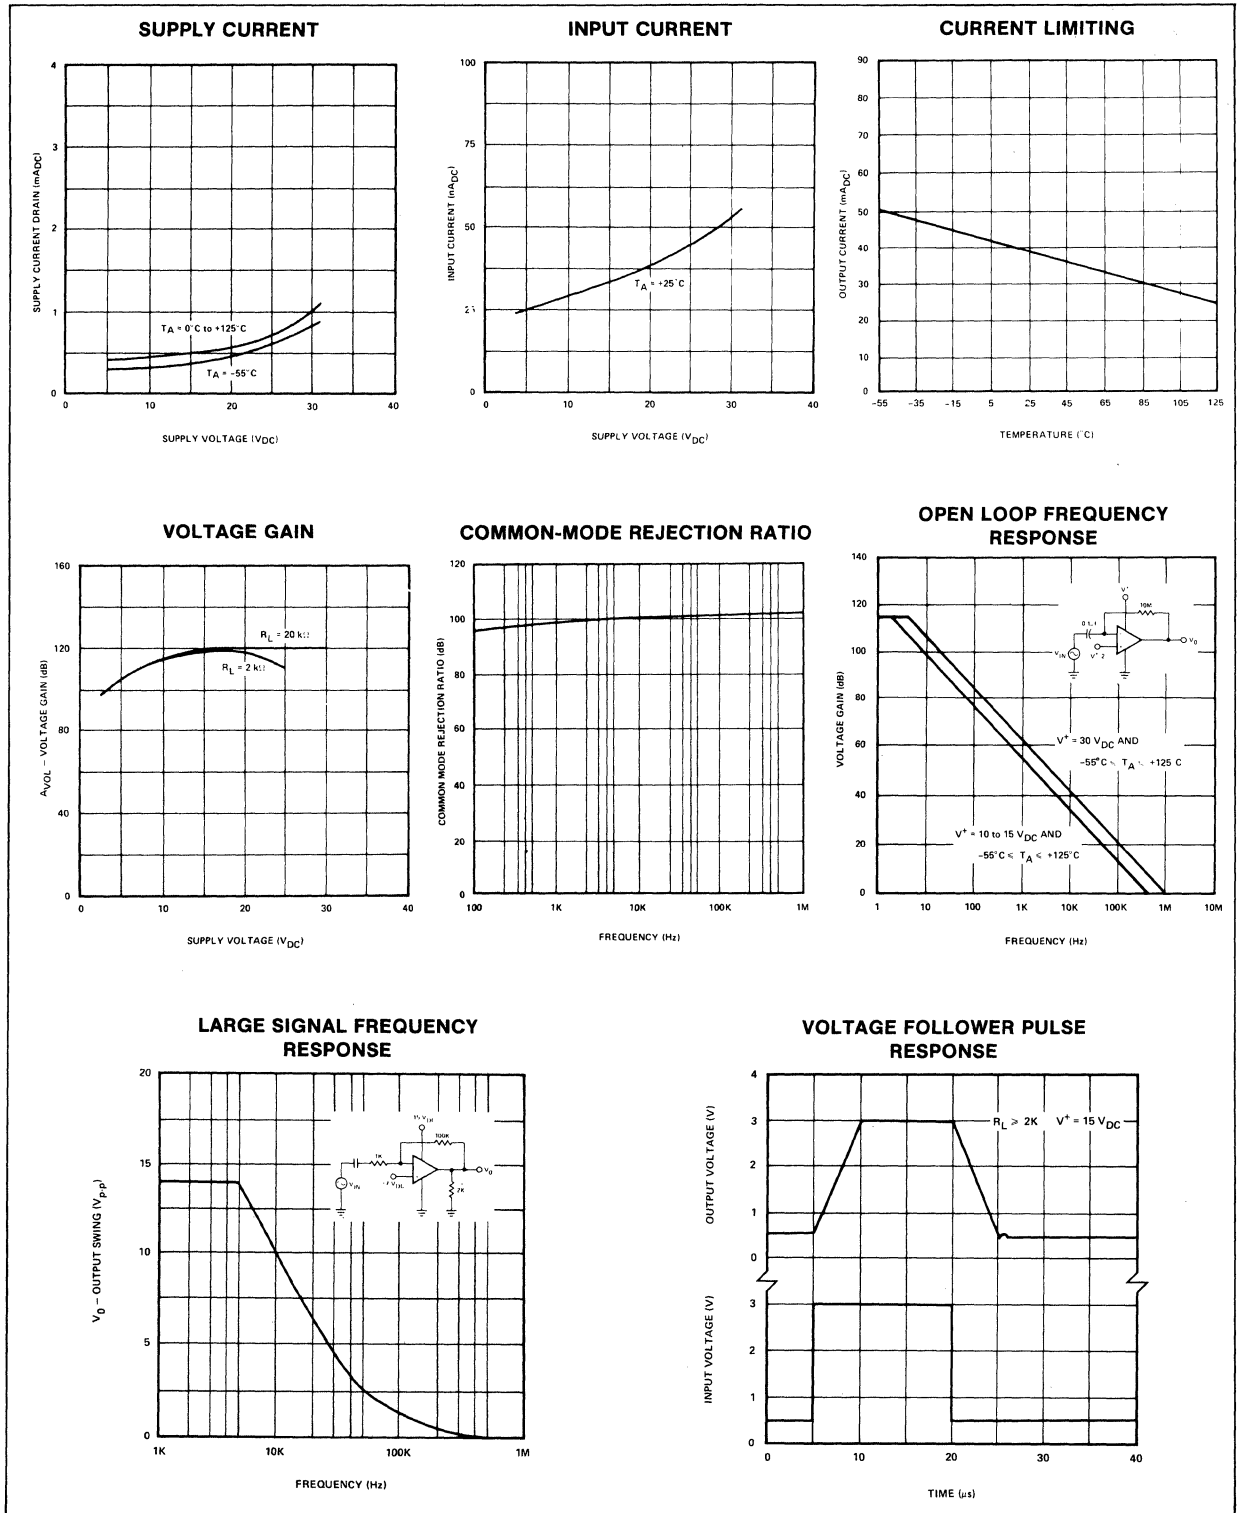 SUPPLY CURRENT
4
3
2
1
0
SUPPLY CURRENT DRAIN (mADC)
TA = 0°C to +125°C
TA = -55°C
0 10 20 30 40
SUPPLY VOLTAGE (VDC)
INPUT CURRENT
100
75
50
0
INPUT CURRENT (nADC)
TA = +25°C
0 10 20 30 40
SUPPLY VOLTAGE (VDC)
CURRENT LIMITING
90
80
70
60
50
40
30
20
10
0
OUTPUT CURRENT (mADC)
-55 -35 -15 5 25 45 65 85 105 125
TEMPERATURE (°C)
VOLTAGE GAIN
160
120
80
40
0
AVOL – VOLTAGE GAIN (dB)
RL = 20 kΩ
RL = 2 kΩ
0 10 20 30 40
SUPPLY VOLTAGE (VDC)
COMMON-MODE REJECTION RATIO
120
100
80
60
40
20
0
COMMON MODE REJECTION RATIO (dB)
100 1K 10K 100K 1M
FREQUENCY (Hz)
OPEN LOOP FREQUENCY
RESPONSE
140
120
100
80
60
40
20
0
VOLTAGE GAIN (dB)
V+
10M
VIN
V0
V+ = 30 VDC AND
-55°C ≤ TA ≤ +125 C
V+ = 10 to 15 VDC AND
-55°C ≤ TA ≤ +125°C
1 10 100 1K 10K 100K 1M 10M
FREQUENCY (Hz)
LARGE SIGNAL FREQUENCY
RESPONSE
20
15
10
5
0
V0 – OUTPUT SWING (Vp-p)
100K
1K
VIN
2K
V0
1K 10K 100K 1M
FREQUENCY (Hz)
VOLTAGE FOLLOWER PULSE
RESPONSE
4
3
2
1
0
OUTPUT VOLTAGE (V)
RL ≥ 2K V+ = 15 VDC
3
2
1
0
INPUT VOLTAGE (V)
0 10 20 30 40
TIME (μs)